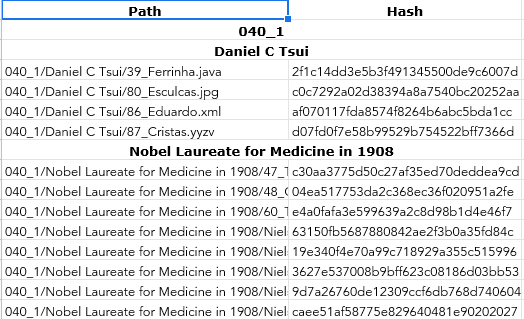 Path Hash
040_1
Daniel C Tsui
040_1/Daniel C Tsui/39_Ferrinha.java 2f1c14dd3e5b3f491345500de9c6007d
040_1/Daniel C Tsui/80_Esculcas.jpg c0c7292a02d38394a8a7540bc20252aa
040_1/Daniel C Tsui/86_Eduardo.xml af070117fda8574f8264b6abc5bda1cc
040_1/Daniel C Tsui/87_Cristas.yyzv d07fd0f7e58b99529b754522bff7366d
Nobel Laureate for Medicine in 1908
040_1/Nobel Laureate for Medicine in 1908/47_T c30aa3775d50c27af35ed70deddea9cd
040_1/Nobel Laureate for Medicine in 1908/48_C 04ea517753da2c368ec36f020951a2fe
040_1/Nobel Laureate for Medicine in 1908/60_T e4a0fafa3e599639a2c8d98b1d4e46f7
040_1/Nobel Laureate for Medicine in 1908/Niel 63150fb5687880842ae2f3b0a35fd84c
040_1/Nobel Laureate for Medicine in 1908/Niel 19e340f4e70a99c718929a355c515996
040_1/Nobel Laureate for Medicine in 1908/Niel 3627e537008b9bff623c08186d03bb53
040_1/Nobel Laureate for Medicine in 1908/Niel 9d7a26760de12309ccf6db768d740604
040_1/Nobel Laureate for Medicine in 1908/Niel caee51af58775e829640481e90202027